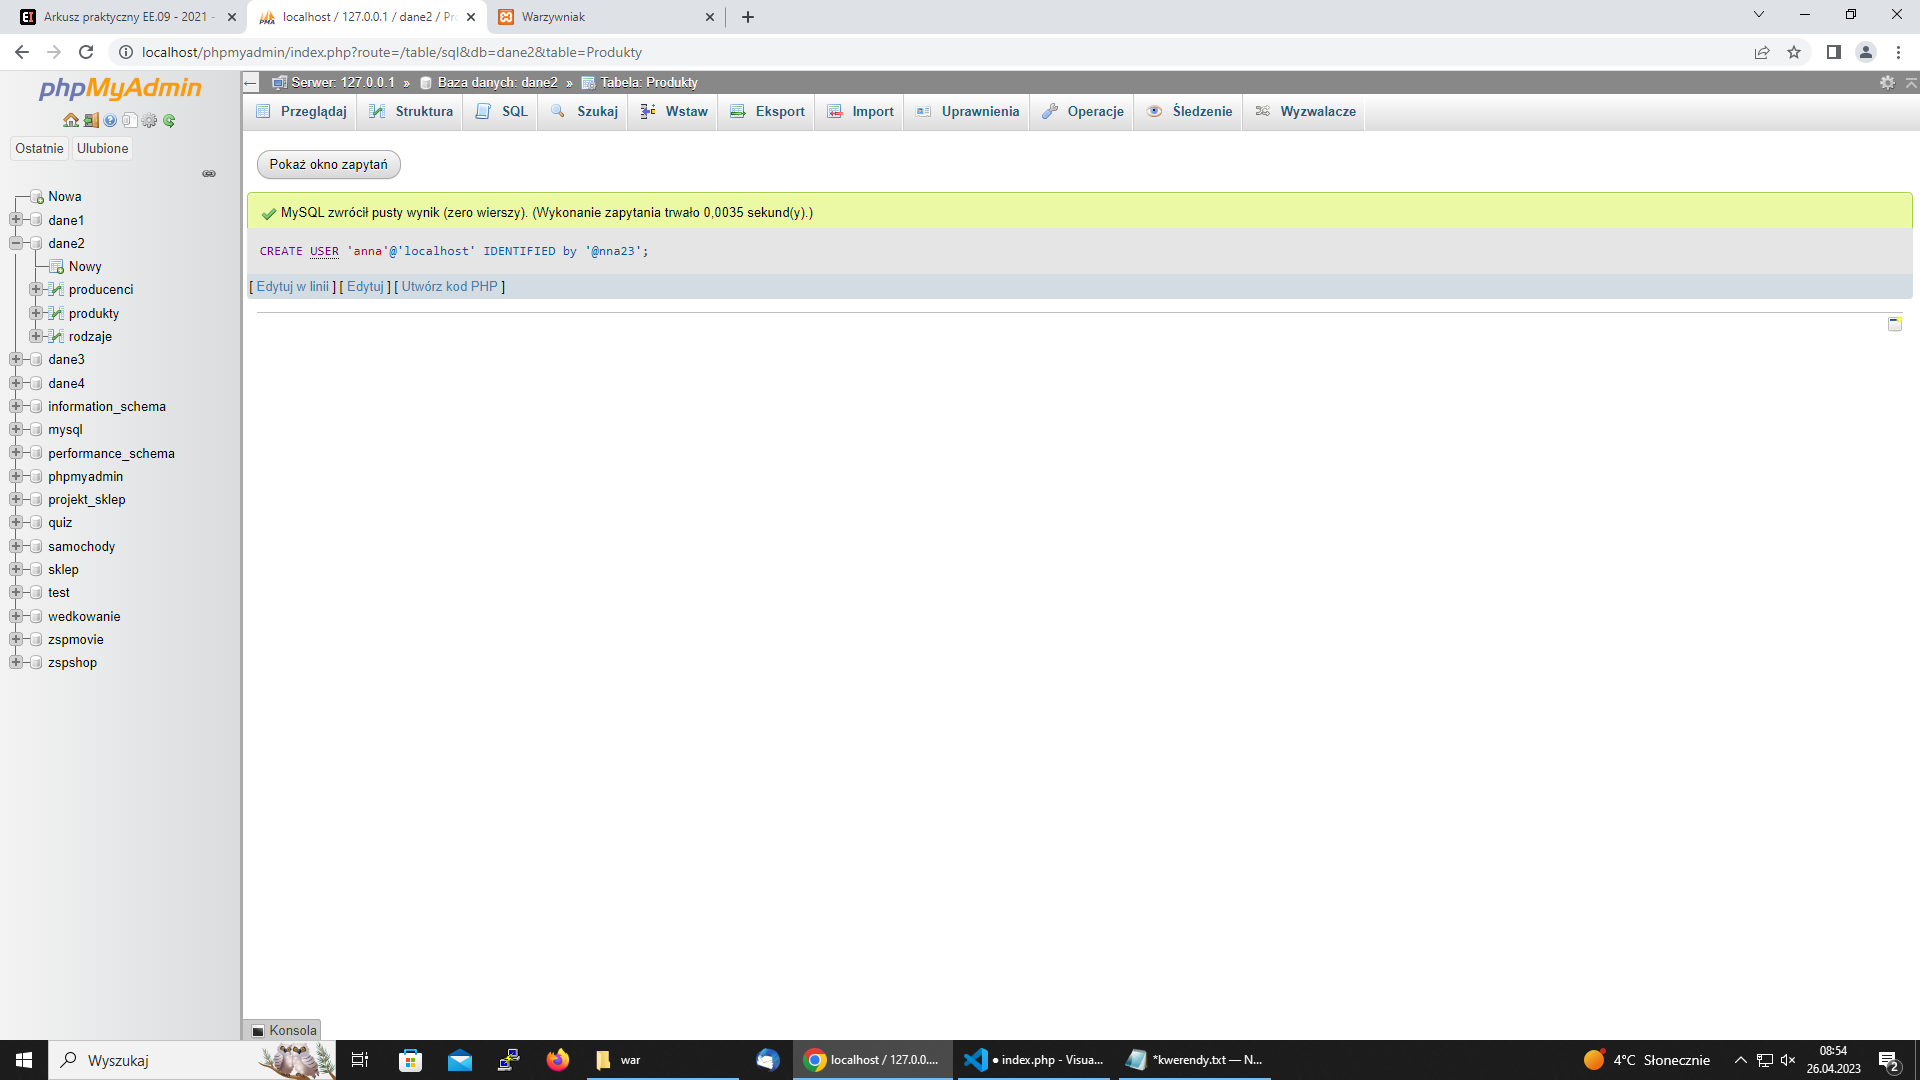 Arkusz praktyczny EE.09 - 2021 -
localhost / 127.0.0.1 / dane2 / Pro
Warzywniak
localhost/phpmyadmin/index.php?route=/table/sql&db=dane2&table=Produkty
phpMyAdmin
Ostatnie
Ulubione
Nowa
dane1
dane2
Nowy
producenci
produkty
rodzaje
dane3
dane4
information_schema
mysql
performance_schema
phpmyadmin
projekt_sklep
quiz
samochody
sklep
test
wedkowanie
zspmovie
zspshop
Serwer: 127.0.0.1 » Baza danych: dane2 » Tabela: Produkty
Przeglądaj Struktura SQL Szukaj Wstaw Eksport Import Uprawnienia Operacje Śledzenie Wyzwalacze
Pokaż okno zapytań
MySQL zwrócił pusty wynik (zero wierszy). (Wykonanie zapytania trwało 0,0035 sekund(y).)
CREATE USER 'anna'@'localhost' IDENTIFIED by '@nna23';
[ Edytuj w linii ] [ Edytuj ] [ Utwórz kod PHP ]
Konsola
Wyszukaj
war
localhost / 127.0.0....
● index.php - Visua...
*kwerendy.txt — N...
4°C Słonecznie
08:54
26.04.2023
2